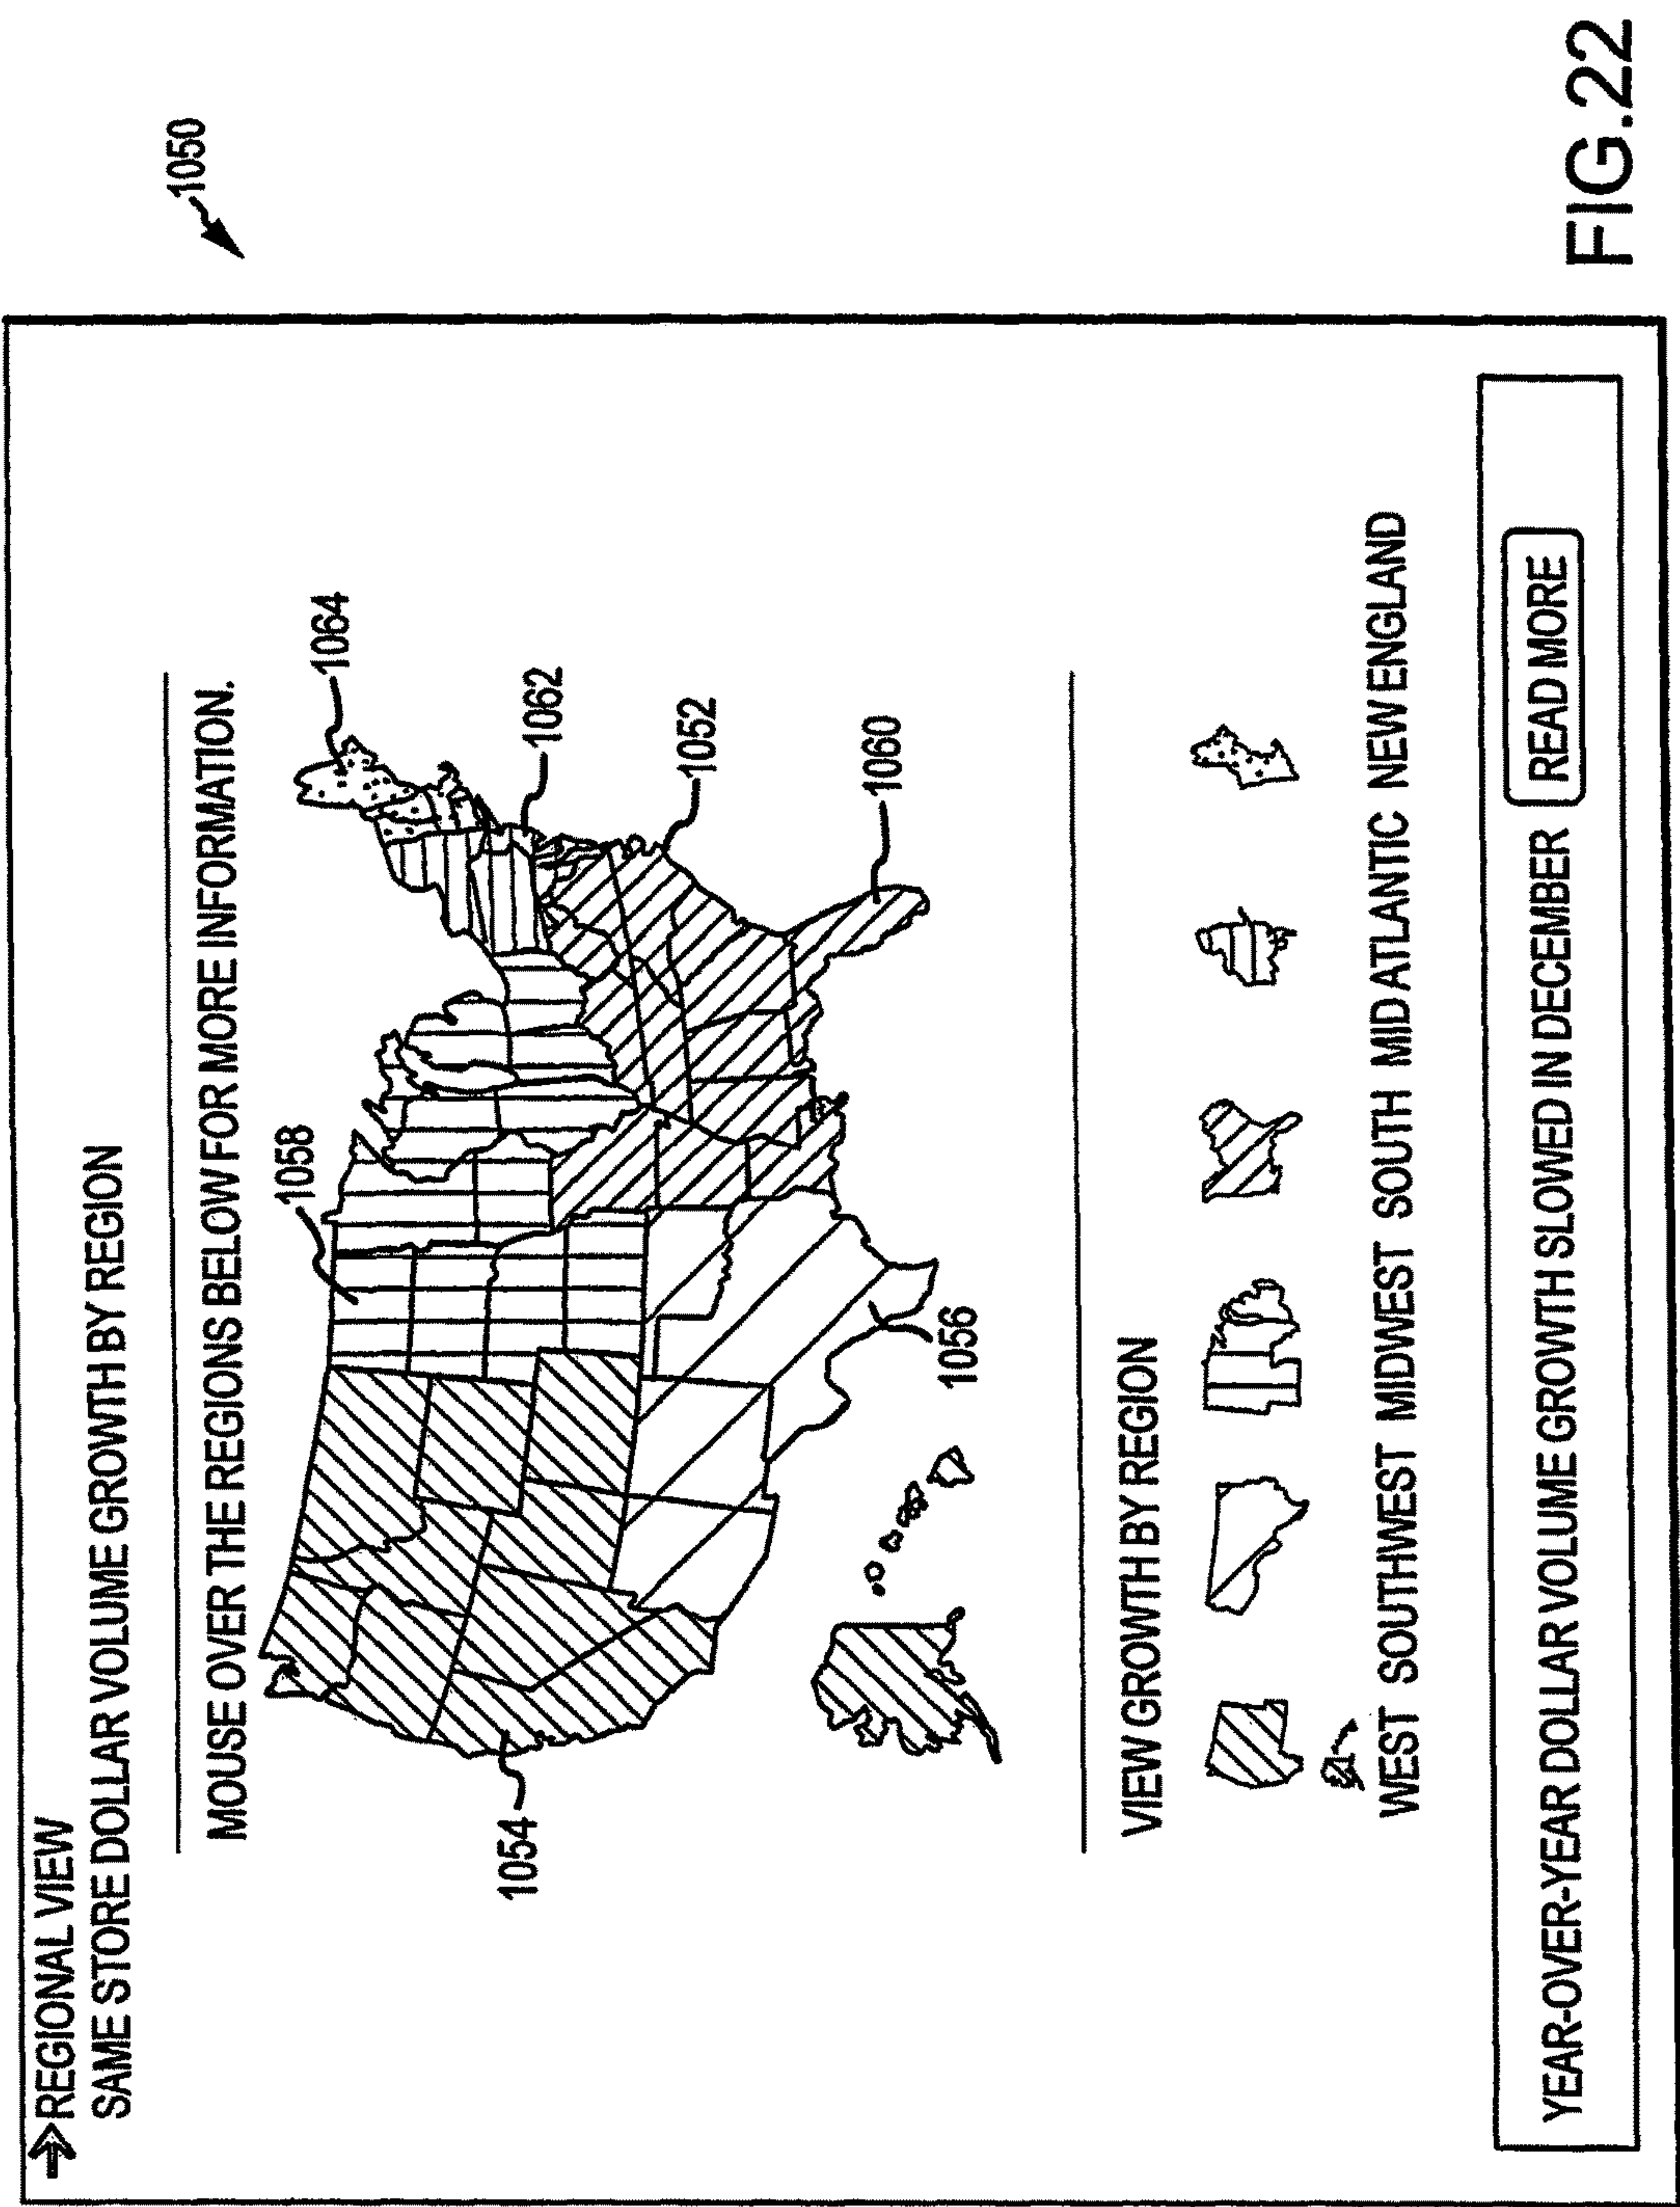 REGIONAL VIEW
SAME STORE DOLLAR VOLUME GROWTH BY REGION
1050
MOUSE OVER THE REGIONS BELOW FOR MORE INFORMATION.
1058
1064
1062
1054
1052
1060
1056
VIEW GROWTH BY REGION
WEST SOUTHWEST MIDWEST SOUTH MID ATLANTIC NEW ENGLAND
YEAR-OVER-YEAR DOLLAR VOLUME GROWTH SLOWED IN DECEMBER READ MORE
FIG.22